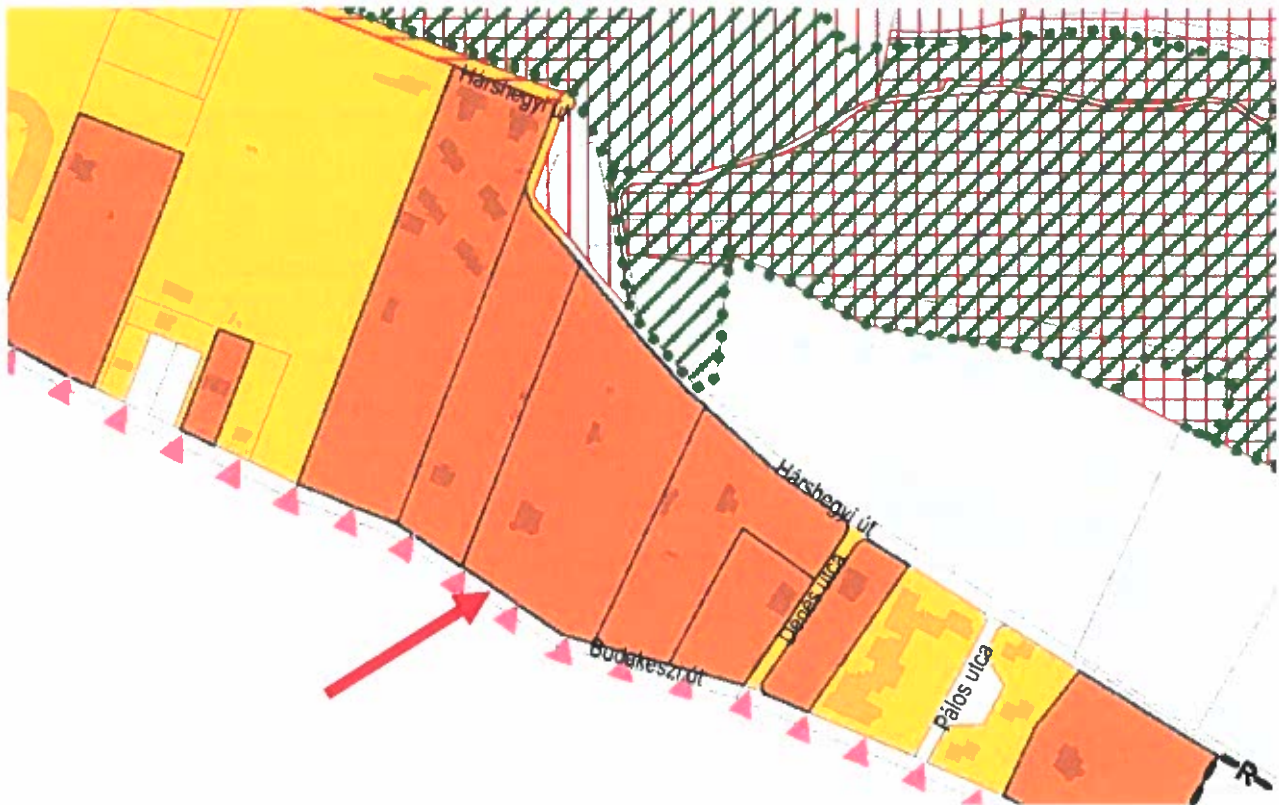 Hárshegyi út
Hárshegyi út
Dénes utca
Budakeszi út
Pálos utca
R